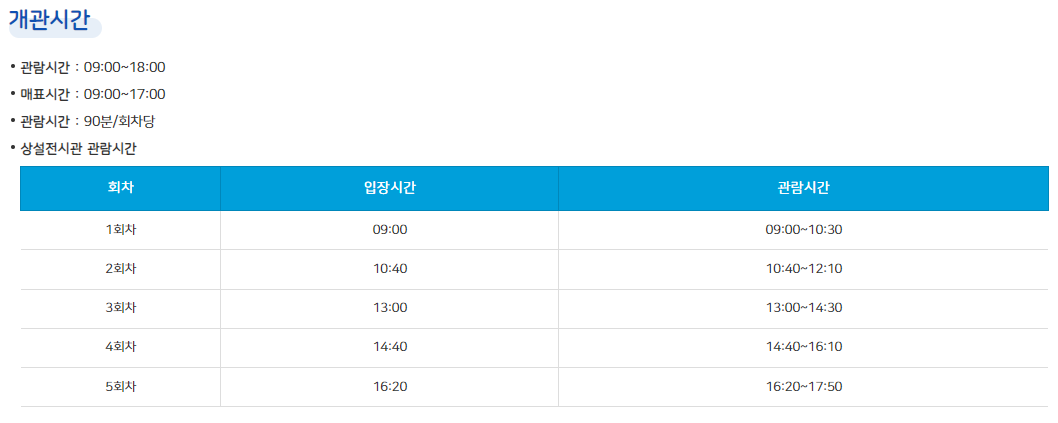 개관시간
• 관람시간 : 09:00~18:00
• 매표시간 : 09:00~17:00
• 관람시간 : 90분/회차당
• 상설전시관 관람시간
회차 입장시간 관람시간
1회차 09:00 09:00~10:30
2회차 10:40 10:40~12:10
3회차 13:00 13:00~14:30
4회차 14:40 14:40~16:10
5회차 16:20 16:20~17:50